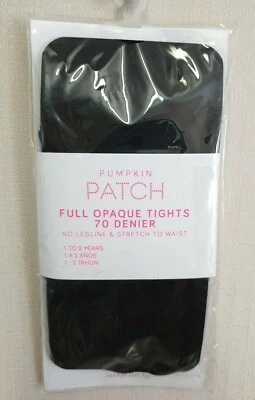 PUMPKIN
PATCH
FULL OPAQUE TIGHTS
70 DENIER
NO LEGLINE & STRETCH TO WAIST
1 TO 2 YEARS
1 A 2 AÑOS
1 - 2 TAHUN